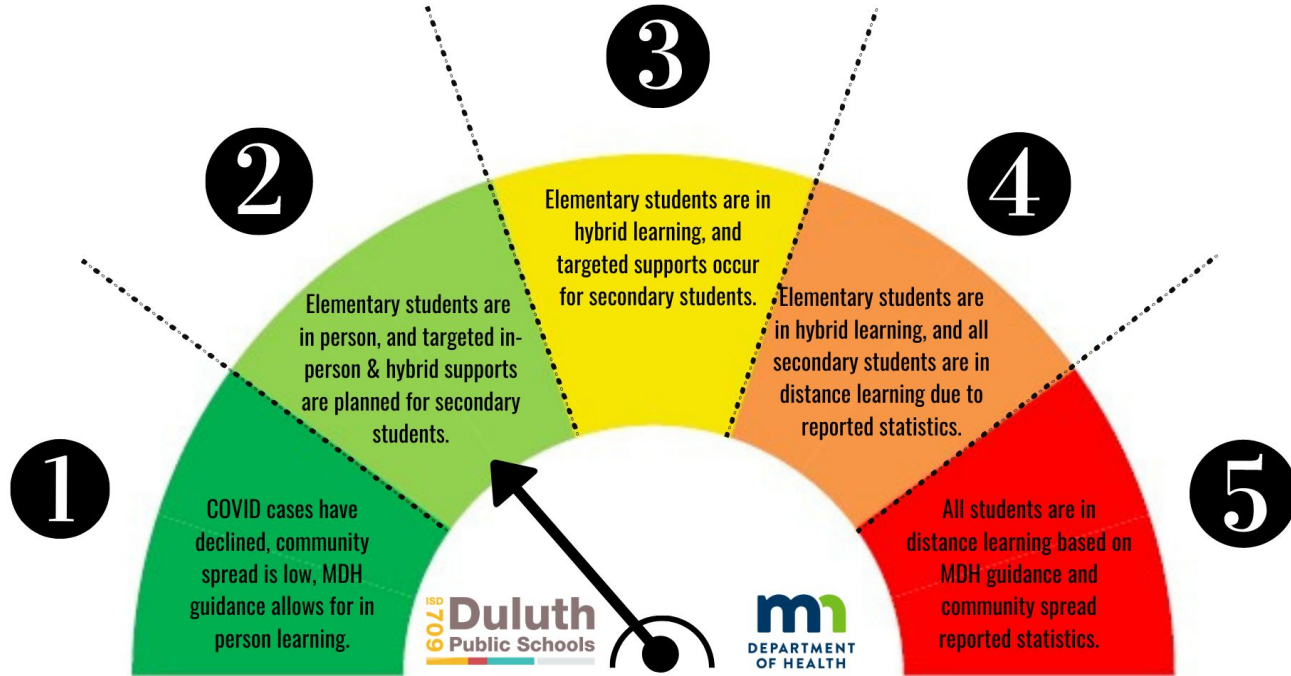 1
COVID cases have
declined, community
spread is low, MDH
guidance allows for in
person learning.
2
Elementary students are
in person, and targeted in-
person & hybrid supports
are planned for secondary
students.
3
Elementary students are in
hybrid learning, and
targeted supports occur
for secondary students.
4
Elementary students are
in hybrid learning, and all
secondary students are in
distance learning due to
reported statistics.
5
All students are in
distance learning based on
MDH guidance and
community spread
reported statistics.
ISD 709
Duluth
Public Schools
mn
DEPARTMENT
OF HEALTH